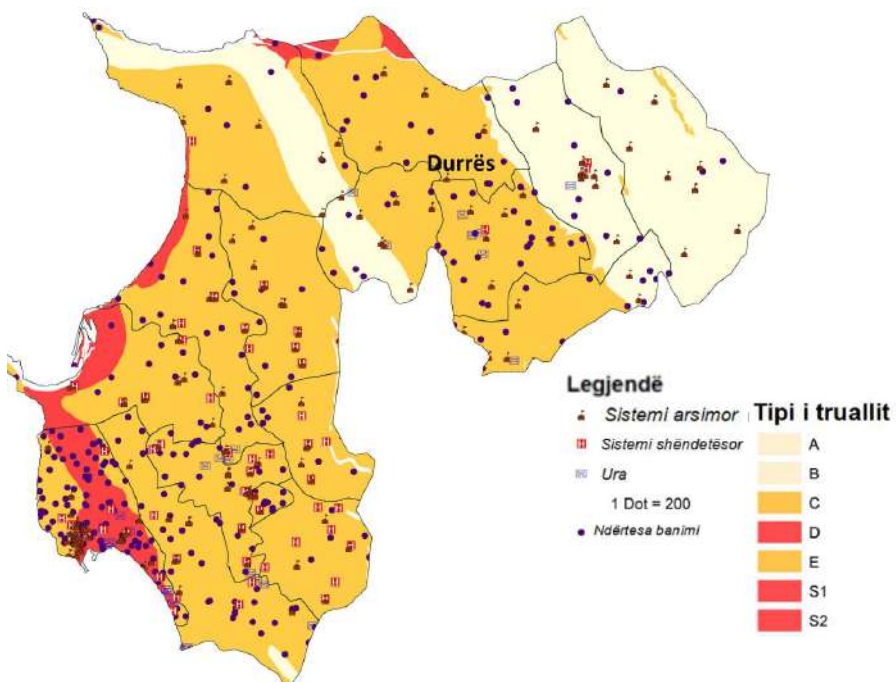 Durrës
Legjendë
Sistemi arsimor
Sistemi shëndetësor
Ura
1 Dot = 200
Ndërtesa banimi
Tipi i truallit
A
B
C
D
E
S1
S2